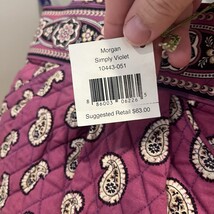 Morgan
Simply Violet
10443-051
8 86003 06226 5
Suggested Retail $63.00